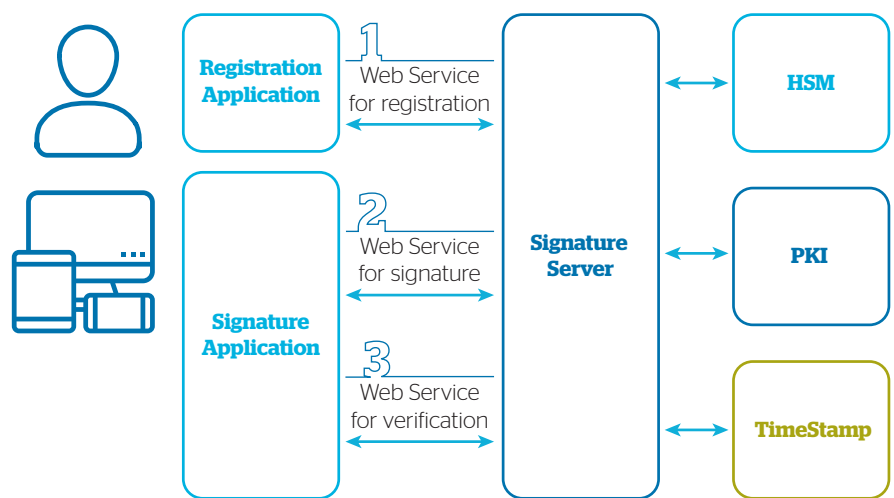 Registration
Application
1
Web Service
for registration
HSM
2
Web Service
for signature
Signature
Server
PKI
Signature
Application
3
Web Service
for verification
TimeStamp